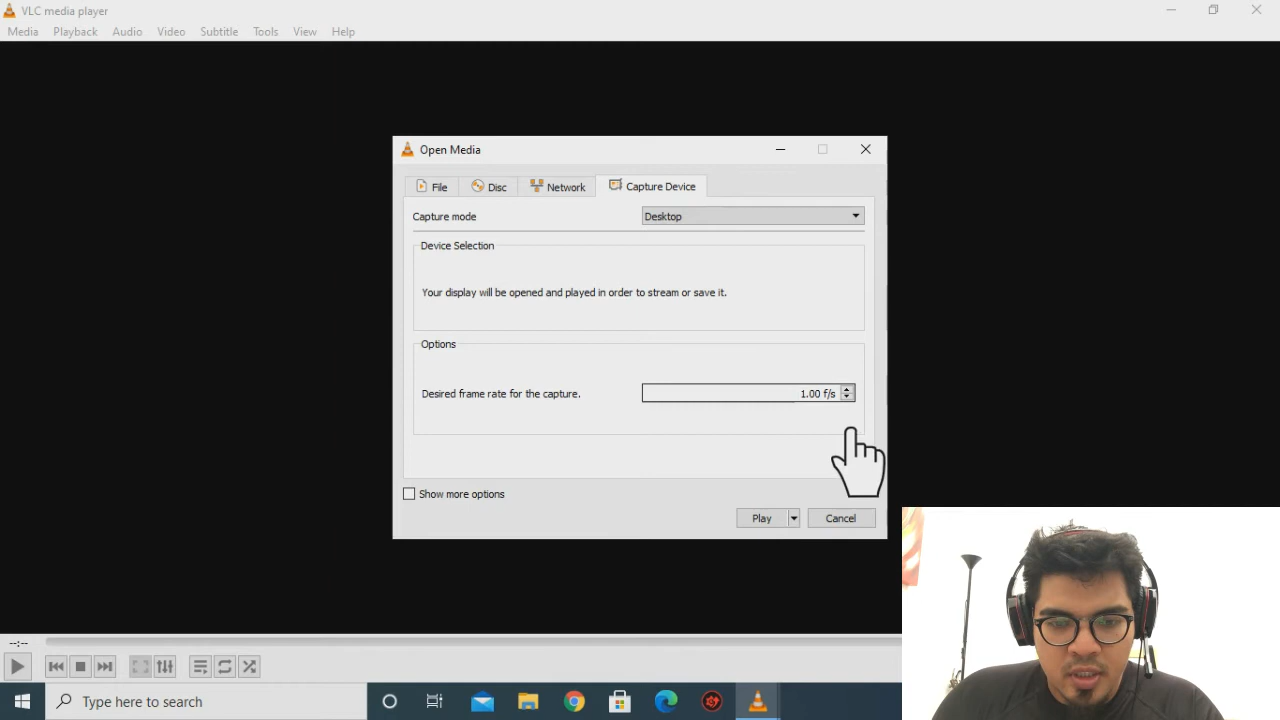 VLC media player
Media Playback Audio Video Subtitle Tools View Help
Open Media
File Disc Network Capture Device
Capture mode Desktop
Device Selection
Your display will be opened and played in order to stream or save it.
Options
Desired frame rate for the capture. 1.00 f/s
Show more options
Play Cancel
--:--
Type here to search